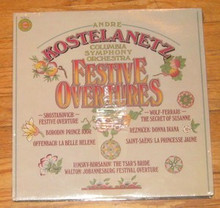 ANDRE
KOSTELANETZ
COLUMBIA
SYMPHONY
ORCHESTRA
FESTIVE
OVERTURES
SHOSTAKOVICH:
FESTIVE OVERTURE
WOLF-FERRARI:
THE SECRET OF SUSANNE
BORODIN: PRINCE IGOR
REZNICEK: DONNA DIANA
OFFENBACH: LA BELLE HELENE
SAINT-SAËNS: LA PRINCESSE JAUNE
RIMSKY-KORSAKOV: THE TSAR'S BRIDE
WALTON: JOHANNESBURG FESTIVAL OVERTURE